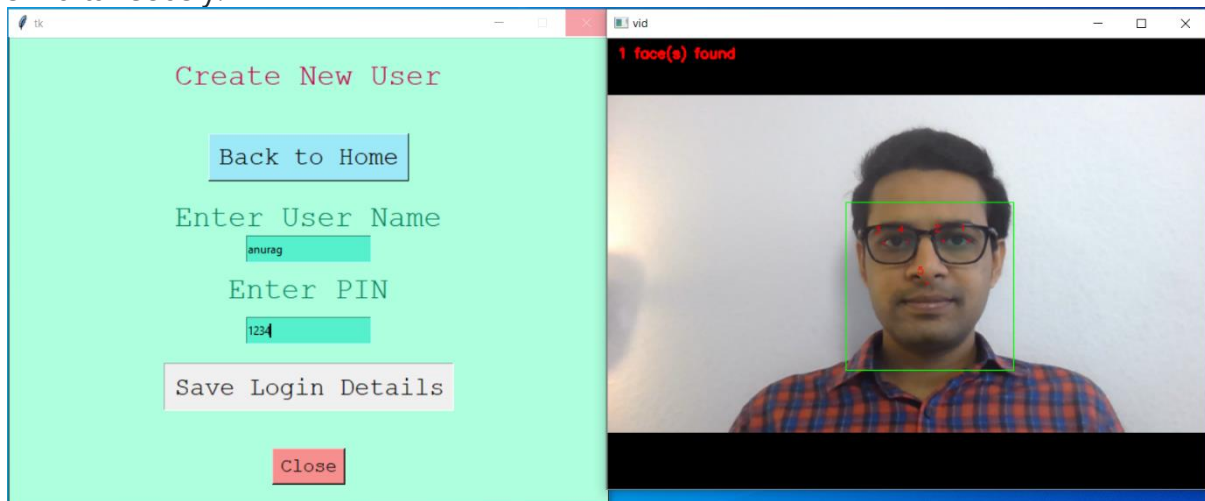 tk
Create New User
Back to Home
Enter User Name
anurag
Enter PIN
1234
Save Login Details
Close
vid
1 face(s) found